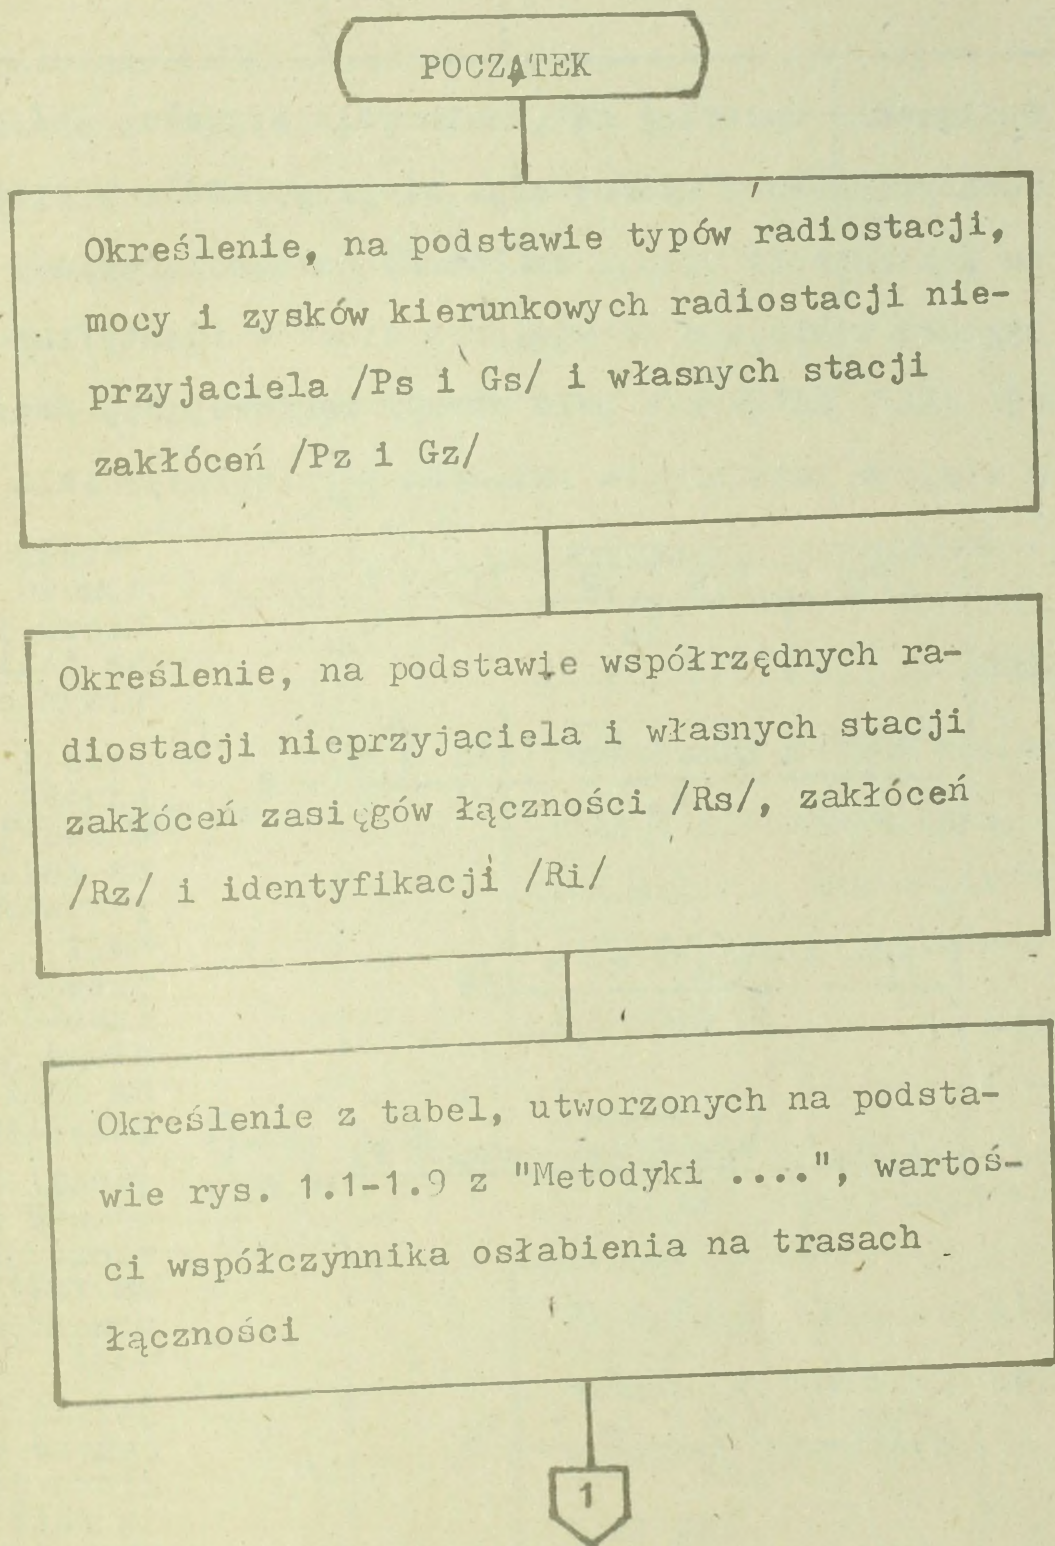 POCZĄTEK
Określenie, na podstawie typów radiostacji,
mocy i zysków kierunkowych radiostacji nie-
przyjaciela /Ps i Gs/ i własnych stacji
zakłóceń /Pz i Gz/
Określenie, na podstawie współrzędnych ra-
diostacji nieprzyjaciela i własnych stacji
zakłóceń zasięgów łączności /Rs/, zakłóceń
/Rz/ i identyfikacji /Ri/
Określenie z tabel, utworzonych na podsta-
wie rys. 1.1-1.9 z "Metodyki ....", wartoś-
ci współczynnika osłabienia na trasach
łączności
1